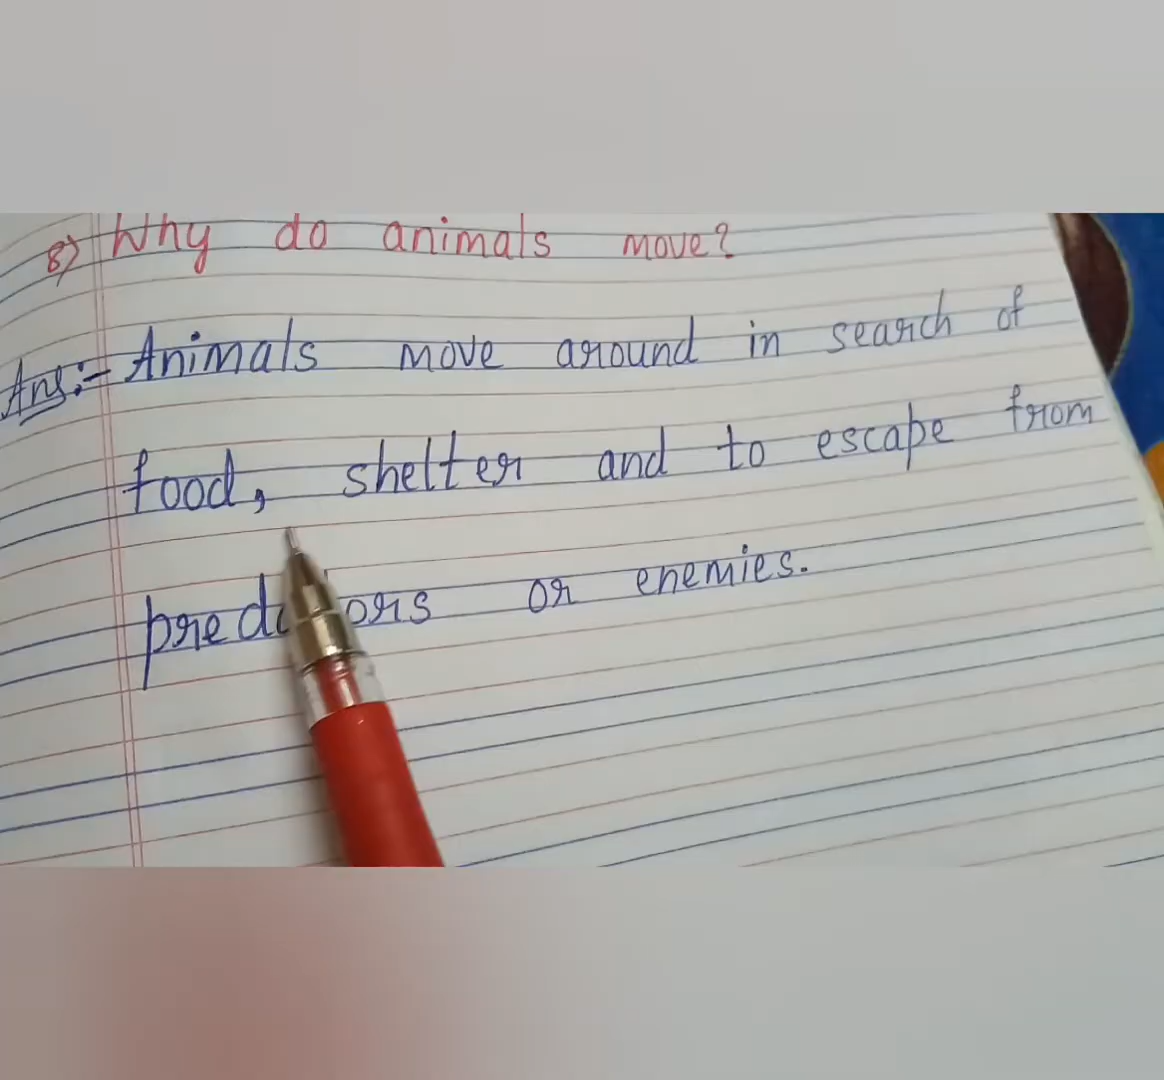 8) Why do animals move?
Ans:- Animals move around in search of
food, shelter and to escape from
predators or enemies.